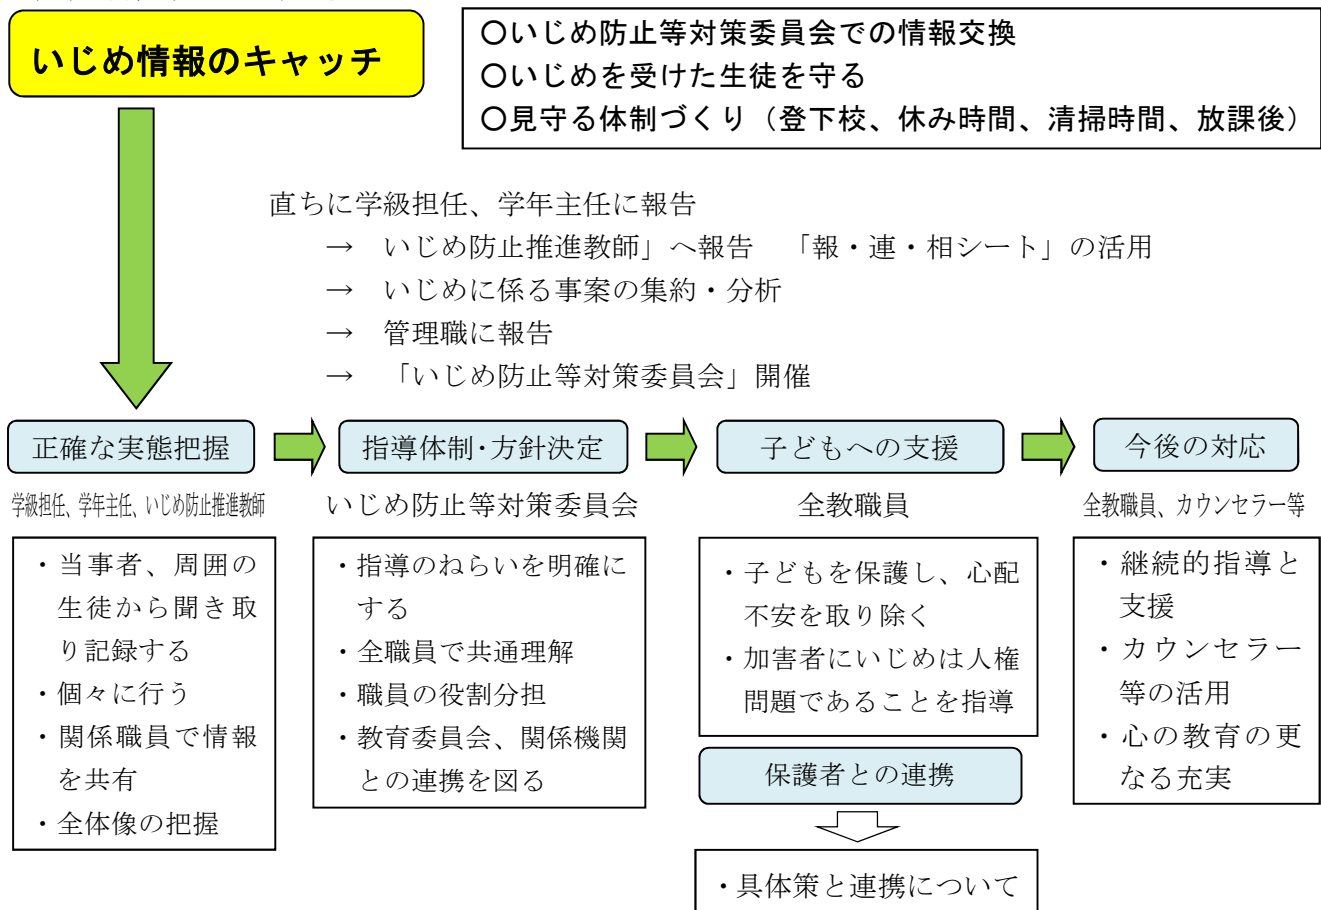 いじめ情報のキャッチ
〇いじめ防止等対策委員会での情報交換
〇いじめを受けた生徒を守る
〇見守る体制づくり（登下校、休み時間、清掃時間、放課後）
直ちに学級担任、学年主任に報告
→　いじめ防止推進教師」へ報告　「報・連・相シート」の活用
→　いじめに係る事案の集約・分析
→　管理職に報告
→　「いじめ防止等対策委員会」開催
正確な実態把握
学級担任、学年主任、いじめ防止推進教師
・当事者、周囲の
生徒から聞き取
り記録する
・個々に行う
・関係職員で情報
を共有
・全体像の把握
指導体制・方針決定
いじめ防止等対策委員会
・指導のねらいを明確に
する
・全職員で共通理解
・職員の役割分担
・教育委員会、関係機関
との連携を図る
子どもへの支援
全教職員
・子どもを保護し、心配
不安を取り除く
・加害者にいじめは人権
問題であることを指導
保護者との連携
・具体策と連携について
今後の対応
全教職員、カウンセラー等
・継続的指導と
支援
・カウンセラー
等の活用
・心の教育の更
なる充実